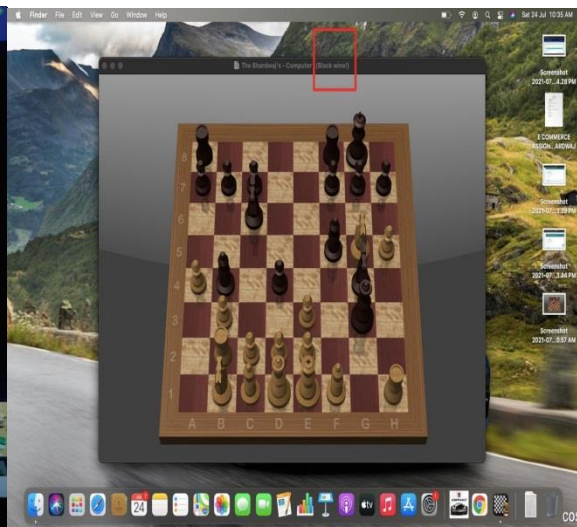 Finder File Edit View Go Window Help
Sat 24 Jul 10:35 AM
The Bhardwaj's - Computer (Black wins!)
Screenshot
2021-07...4.28 PM
E COMMERCE
ASSIGN...ARDWAJ
Screenshot
Screenshot
2021-07...3.44 PM
Screenshot
2021-07...0.57 AM
8
7
6
5
4
3
2
1
A B C D E F G H
JUL
24
tv